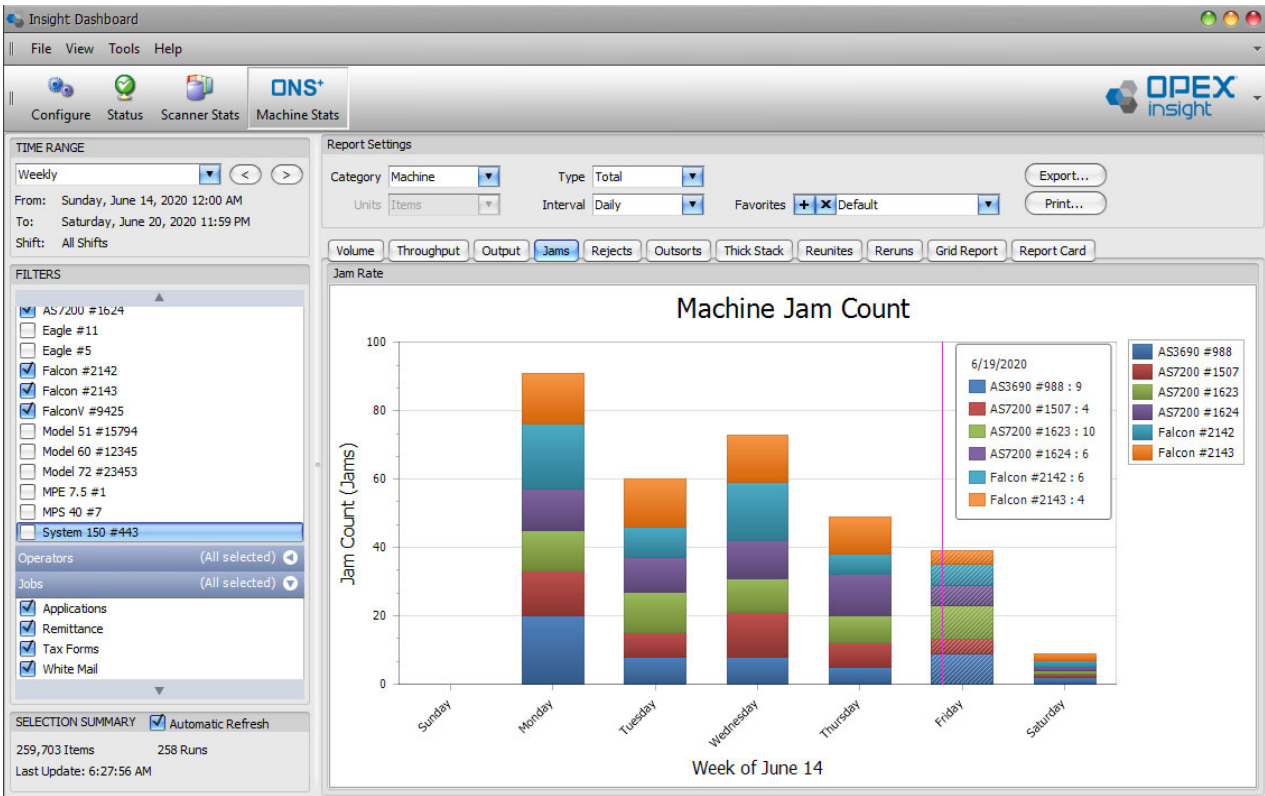 Insight Dashboard
File View Tools Help
Configure Status Scanner Stats ONS+ Machine Stats
OPEX insight
TIME RANGE
Weekly < >
From: Sunday, June 14, 2020 12:00 AM
To: Saturday, June 20, 2020 11:59 PM
Shift: All Shifts
FILTERS
AS7200 #1624
Eagle #11
Eagle #5
Falcon #2142
Falcon #2143
FalconV #9425
Model 51 #15794
Model 60 #12345
Model 72 #23453
MPE 7.5 #1
MPS 40 #7
System 150 #443
Operators (All selected)
Jobs (All selected)
Applications
Remittance
Tax Forms
White Mail
SELECTION SUMMARY Automatic Refresh
259,703 Items 258 Runs
Last Update: 6:27:56 AM
Report Settings
Category Machine Type Total Export...
Units Items Interval Daily Favorites + X Default Print...
Volume Throughput Output Jams Rejects Outsorts Thick Stack Reunites Reruns Grid Report Report Card
Jam Rate
Machine Jam Count
Jam Count (Jams)
100
80
60
40
20
0
6/19/2020
AS3690 #988 : 9
AS7200 #1507 : 4
AS7200 #1623 : 10
AS7200 #1624 : 6
Falcon #2142 : 6
Falcon #2143 : 4
AS3690 #988
AS7200 #1507
AS7200 #1623
AS7200 #1624
Falcon #2142
Falcon #2143
Sunday Monday Tuesday Wednesday Thursday Friday Saturday
Week of June 14